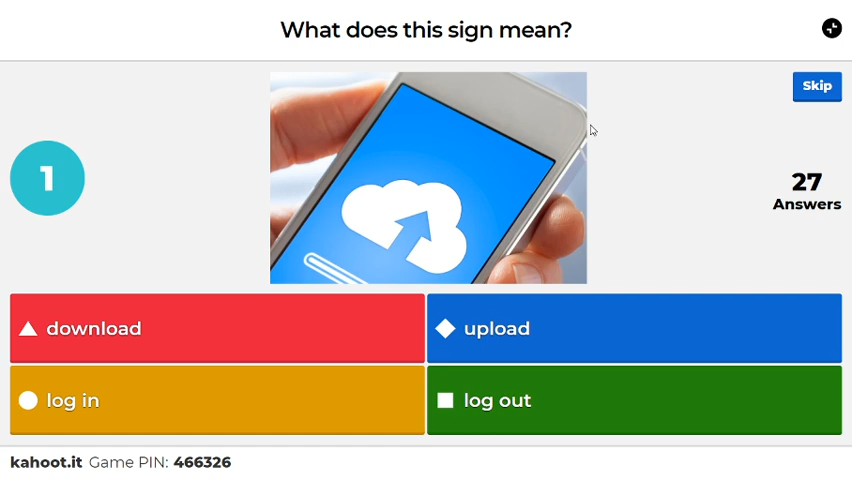 What does this sign mean?
Skip
1
27
Answers
download
upload
log in
log out
kahoot.it Game PIN: 466326